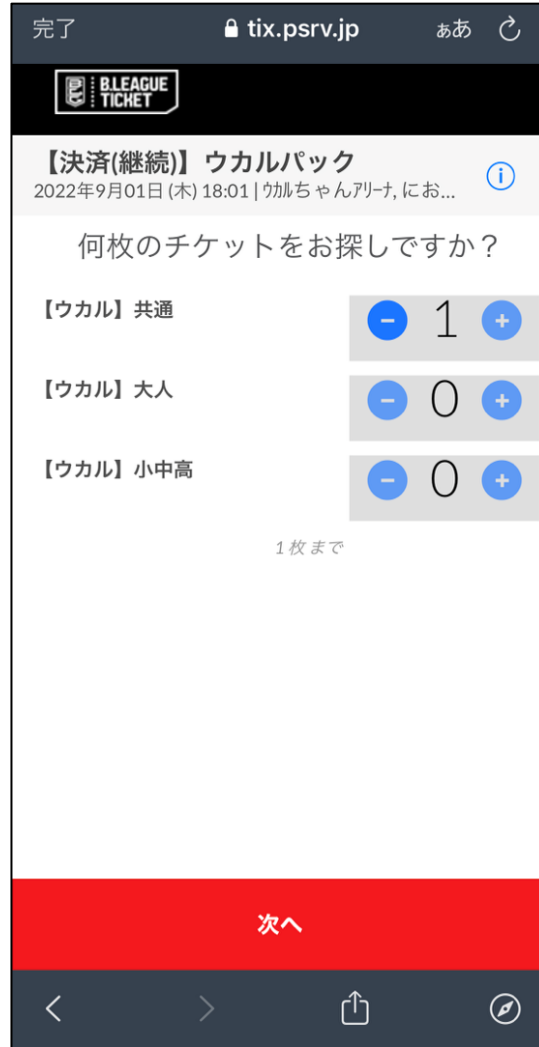 完了
tix.psrv.jp
ぁあ
B.LEAGUE
TICKET
【決済(継続)】ウカルパック
2022年9月01日 (木) 18:01 | ｳｶﾙちゃんｱﾘｰﾅ, にお...
何枚のチケットをお探しですか？
【ウカル】共通
1
【ウカル】大人
0
【ウカル】小中高
0
1 枚 まで
次へ